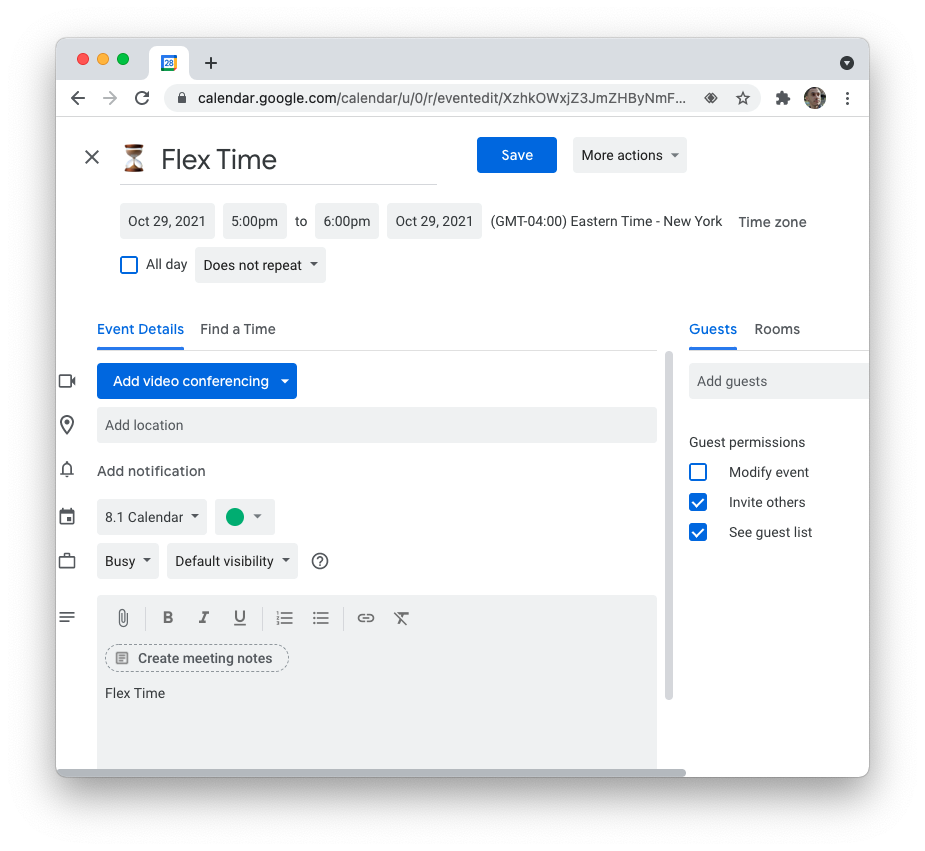 28
calendar.google.com/calendar/u/0/r/eventedit/XzhkOWxjZ3JmZHByNmF...
⏳ Flex Time
Save
More actions
Oct 29, 2021 5:00pm to 6:00pm Oct 29, 2021 (GMT-04:00) Eastern Time - New York Time zone
All day Does not repeat
Event Details Find a Time
Guests Rooms
Add video conferencing
Add guests
Add location
Guest permissions
Add notification
Modify event
Invite others
8.1 Calendar
See guest list
Busy Default visibility
B I U
Create meeting notes
Flex Time